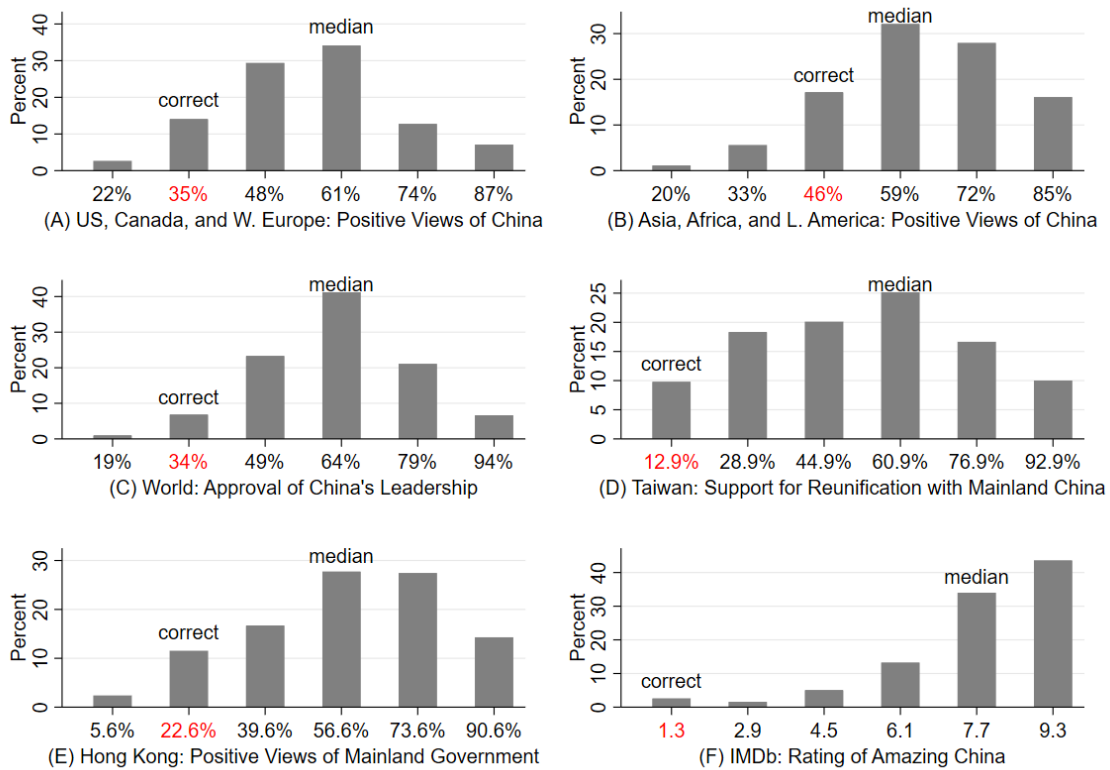 Percent
0 10 20 30 40
correct
median
22% 35% 48% 61% 74% 87%
(A) US, Canada, and W. Europe: Positive Views of China
Percent
0 10 20 30
correct
median
20% 33% 46% 59% 72% 85%
(B) Asia, Africa, and L. America: Positive Views of China
Percent
0 10 20 30 40
correct
median
19% 34% 49% 64% 79% 94%
(C) World: Approval of China's Leadership
Percent
0 5 10 15 20 25
correct
median
12.9% 28.9% 44.9% 60.9% 76.9% 92.9%
(D) Taiwan: Support for Reunification with Mainland China
Percent
0 10 20 30
correct
median
5.6% 22.6% 39.6% 56.6% 73.6% 90.6%
(E) Hong Kong: Positive Views of Mainland Government
Percent
0 10 20 30 40
correct
median
1.3 2.9 4.5 6.1 7.7 9.3
(F) IMDb: Rating of Amazing China